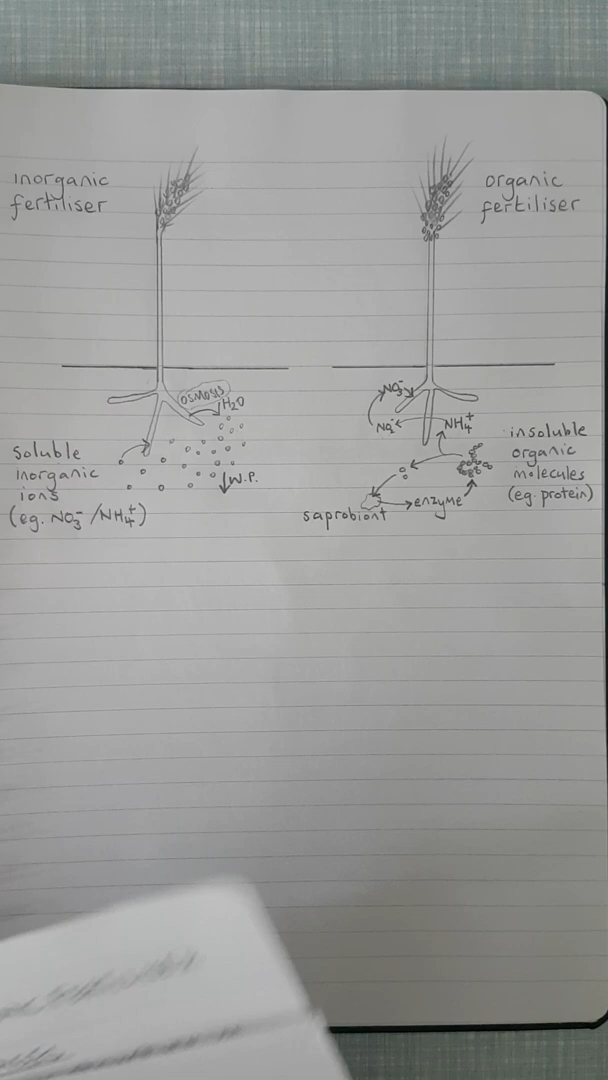 inorganic
fertiliser
organic
fertiliser
osmosis
H₂O
soluble
inorganic
ions
(eg. NO₃⁻/NH₄⁺)
↓W.P.
NO₃⁻
NO₂⁻
NH₄⁺
insoluble
organic
molecules
(eg. protein)
saprobiont
enzyme